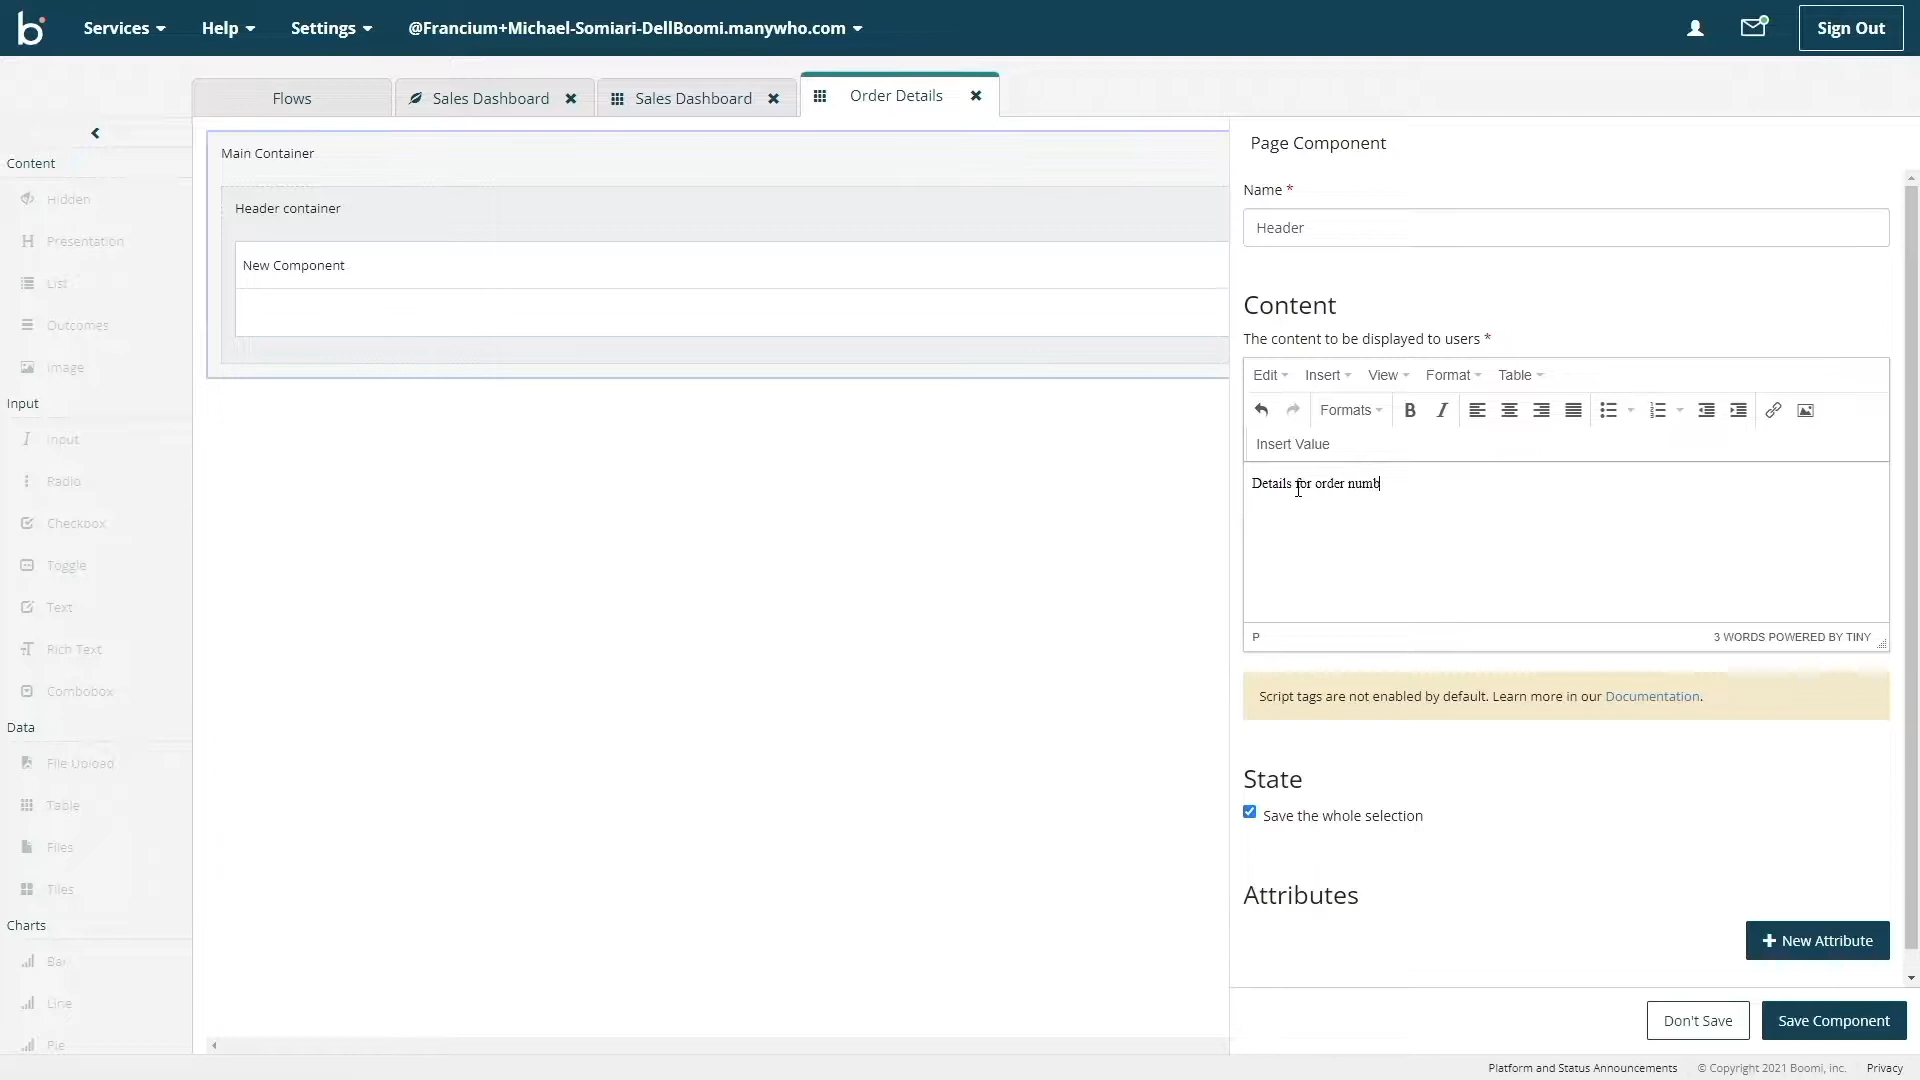 b
Services
Help
Settings
@Francium+Michael-Somiari-DellBoomi.manywho.com
Sign Out
Flows
Sales Dashboard
Sales Dashboard
Order Details
Content
Hidden
Presentation
List
Outcomes
Image
Input
Input
Radio
Checkbox
Toggle
Text
Rich Text
Combobox
Data
File Upload
Table
Files
Tiles
Charts
Bar
Line
Pie
Main Container
Header container
New Component
Page Component
Name *
Header
Content
The content to be displayed to users *
Edit
Insert
View
Format
Table
Formats
B
I
Insert Value
Details for order numb
P
3 WORDS POWERED BY TINY
Script tags are not enabled by default. Learn more in our Documentation.
State
Save the whole selection
Attributes
+ New Attribute
Don't Save
Save Component
Platform and Status Announcements
© Copyright 2021 Boomi, inc.
Privacy